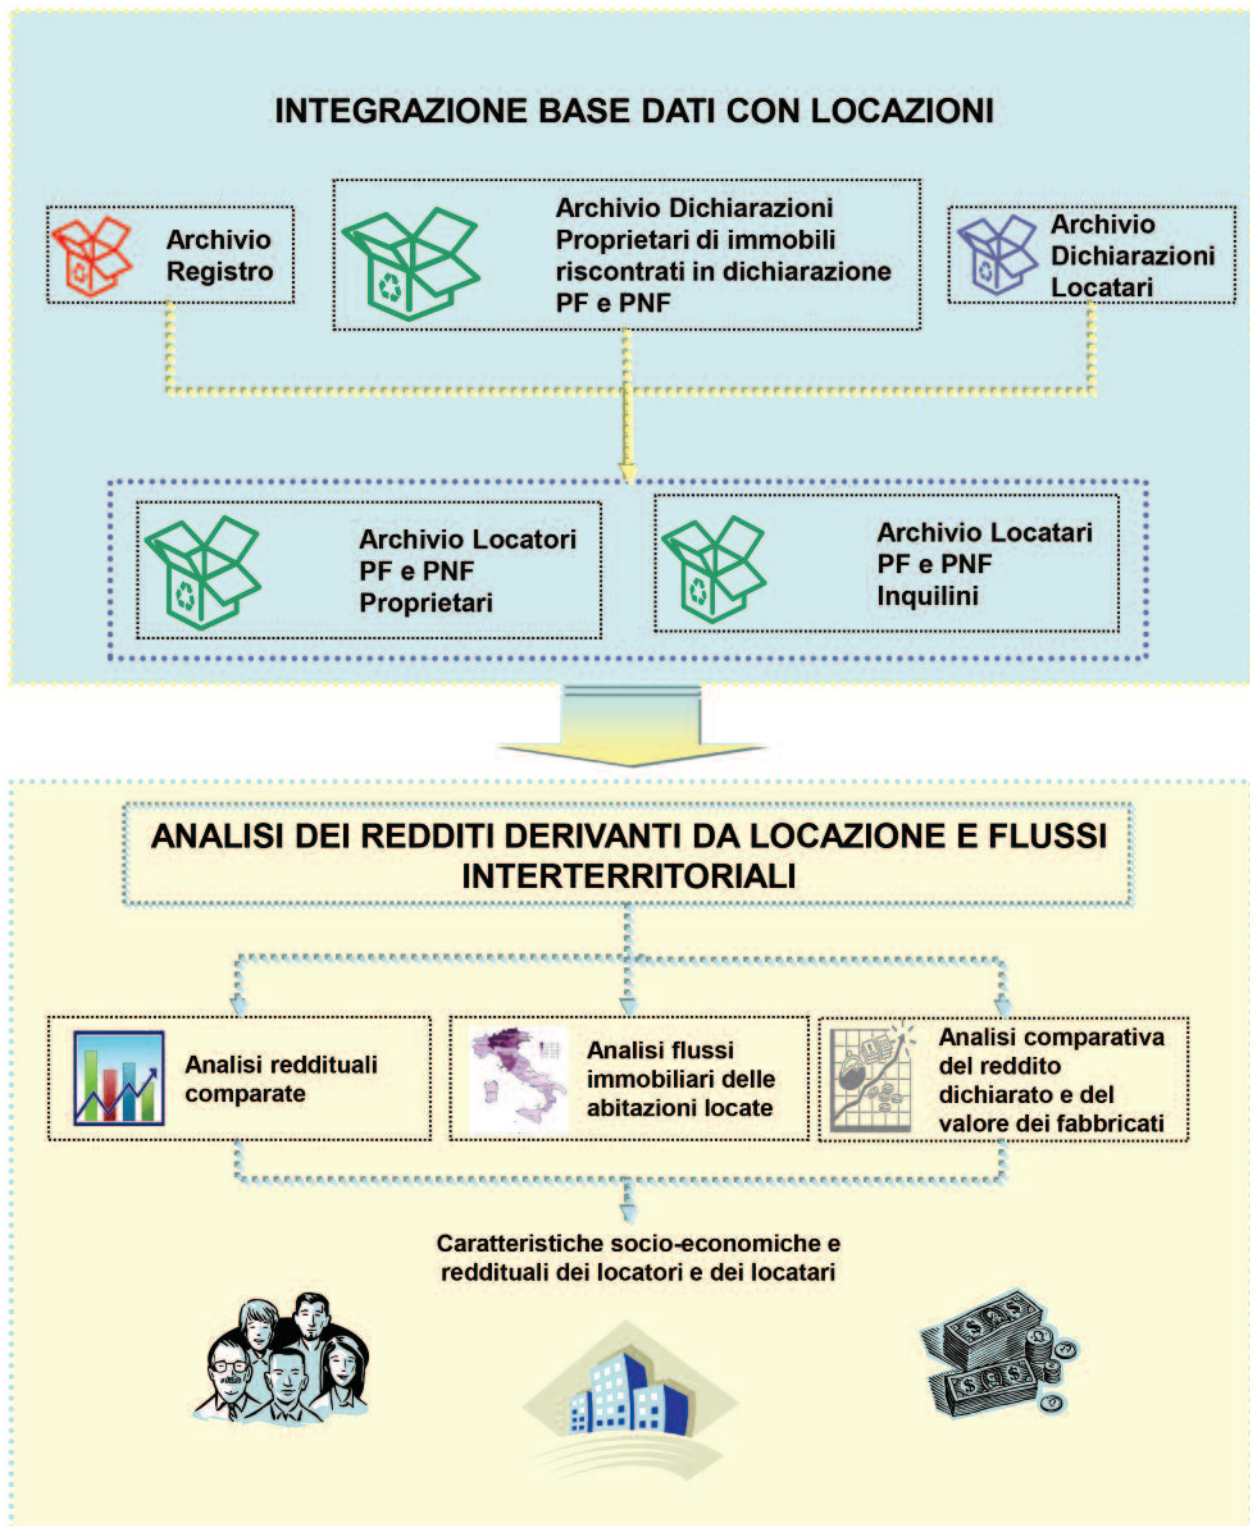 INTEGRAZIONE BASE DATI CON LOCAZIONI
Archivio
Registro
Archivio Dichiarazioni
Proprietari di immobili
riscontrati in dichiarazione
PF e PNF
Archivio
Dichiarazioni
Locatari
Archivio Locatori
PF e PNF
Proprietari
Archivio Locatari
PF e PNF
Inquilini
ANALISI DEI REDDITI DERIVANTI DA LOCAZIONE E FLUSSI
INTERTERRITORIALI
Analisi reddituali
comparate
Analisi flussi
immobiliari delle
abitazioni locate
Analisi comparativa
del reddito
dichiarato e del
valore dei fabbricati
Caratteristiche socio-economiche e
reddituali dei locatori e dei locatari